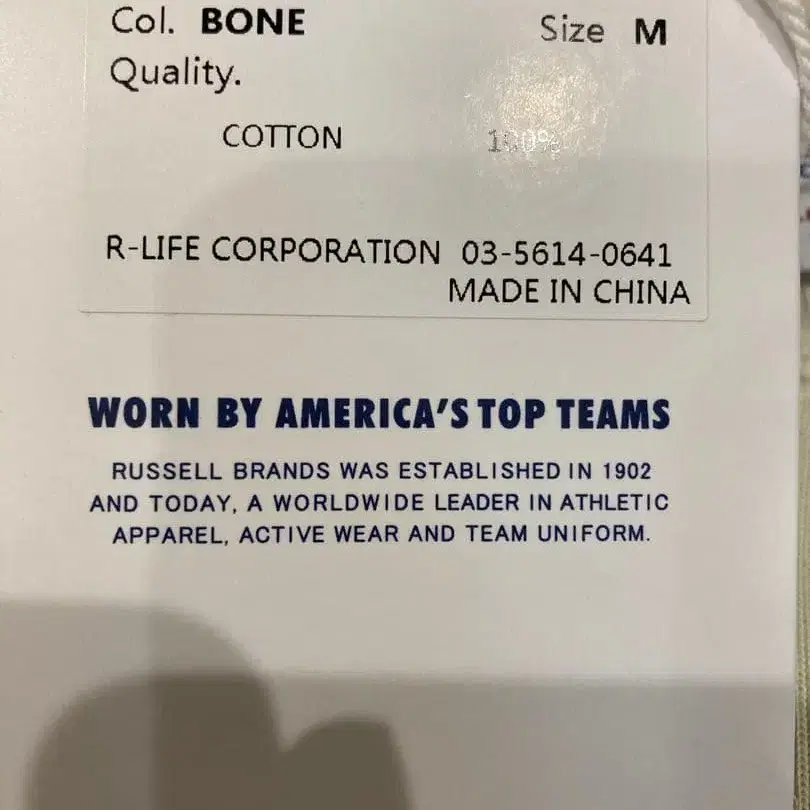 Col. BONE Size M
Quality.
COTTON 100%
R-LIFE CORPORATION 03-5614-0641
MADE IN CHINA
WORN BY AMERICA'S TOP TEAMS
RUSSELL BRANDS WAS ESTABLISHED IN 1902
AND TODAY, A WORLDWIDE LEADER IN ATHLETIC
APPAREL, ACTIVE WEAR AND TEAM UNIFORM.